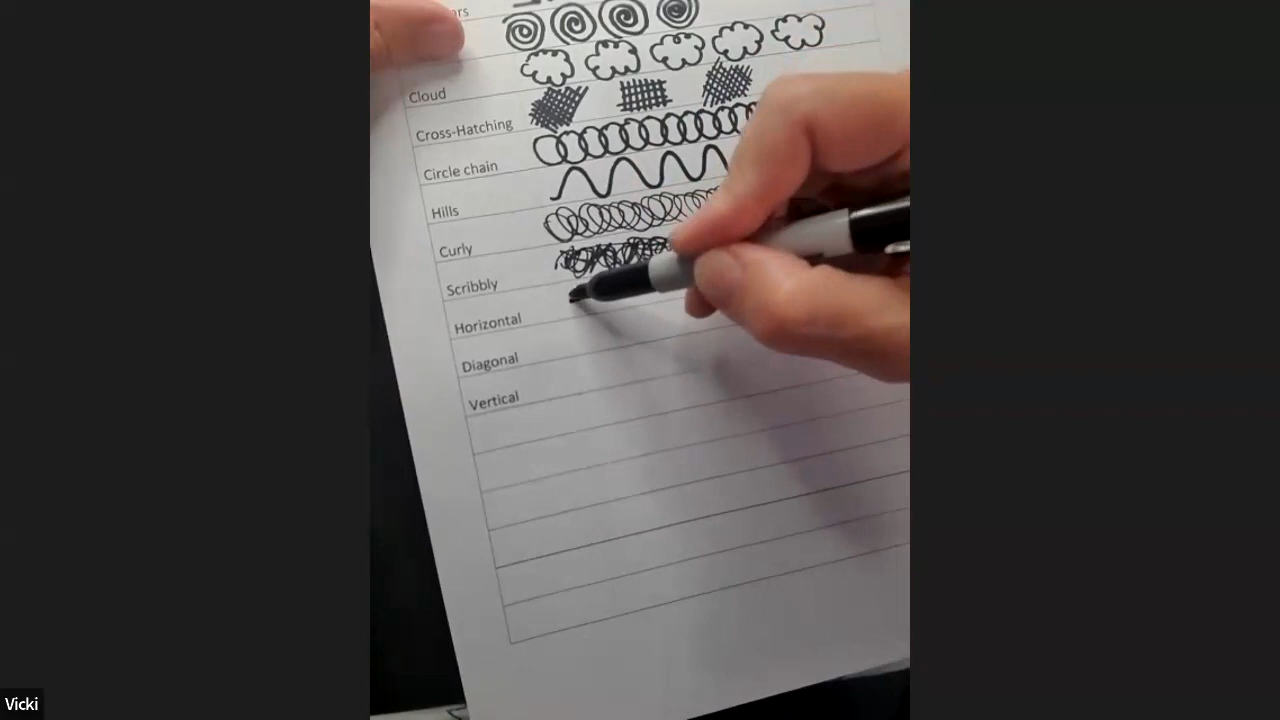 Cloud
Cross-Hatching
Circle chain
Hills
Curly
Scribbly
Horizontal
Diagonal
Vertical
Vicki